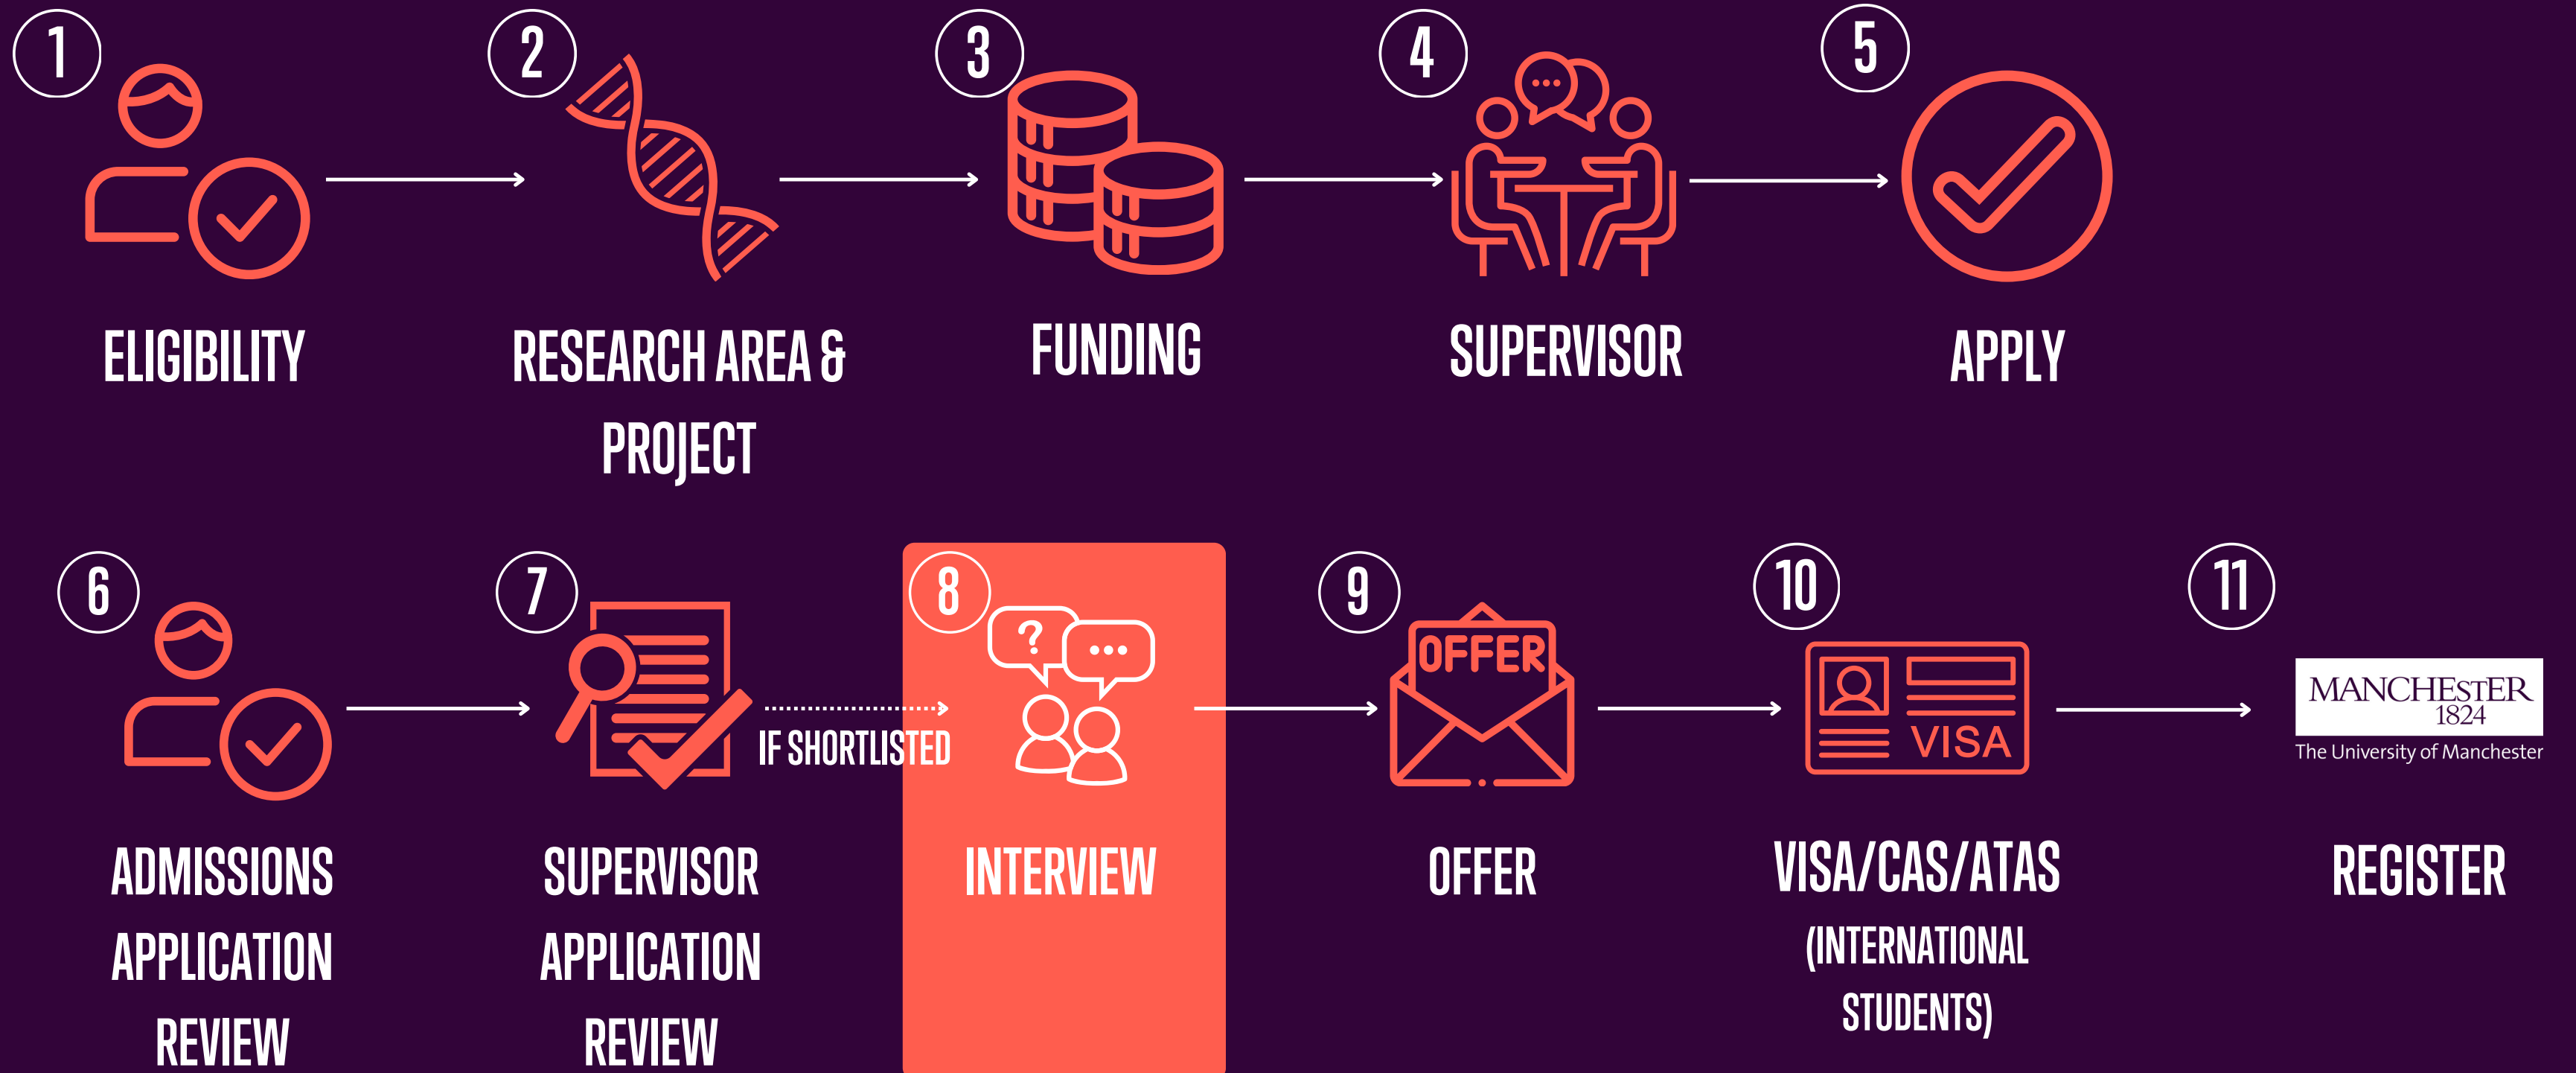 1
2
3
4
5
ELIGIBILITY
RESEARCH AREA &
PROJECT
FUNDING
SUPERVISOR
APPLY
6
7
IF SHORTLISTED
8
?
9
OFFER
10
VISA
11
MANCHESTER
1824
The University of Manchester
ADMISSIONS
APPLICATION
REVIEW
SUPERVISOR
APPLICATION
REVIEW
INTERVIEW
OFFER
VISA/CAS/ATAS
(INTERNATIONAL
STUDENTS)
REGISTER